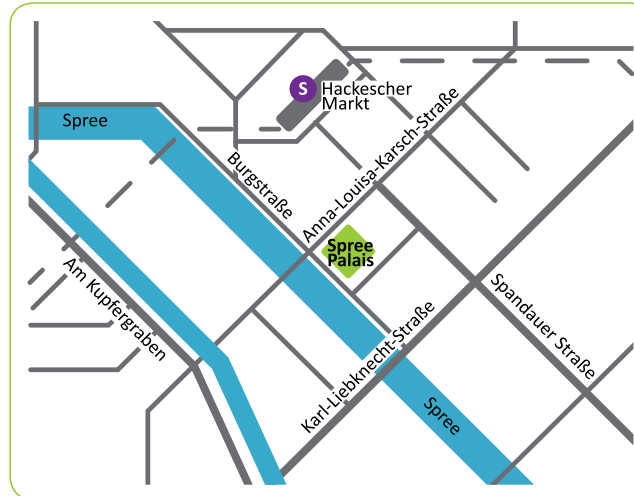 S
Hackescher
Markt
Spree
Anna-Louisa-Karsch-Straße
Burgstraße
Spree
Palais
Am Kupfergraben
Spandauer Straße
Karl-Liebknecht-Straße
Spree